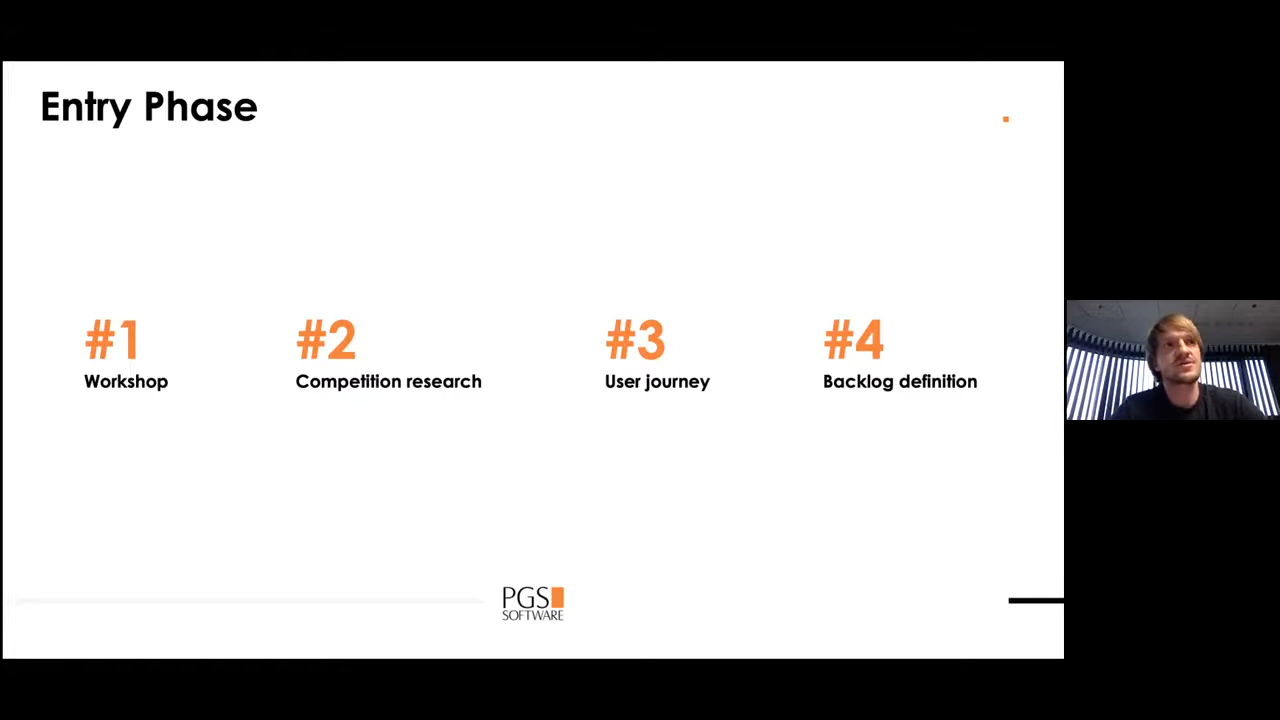 Entry Phase
#1
Workshop
#2
Competition research
#3
User journey
#4
Backlog definition
PGS
SOFTWARE